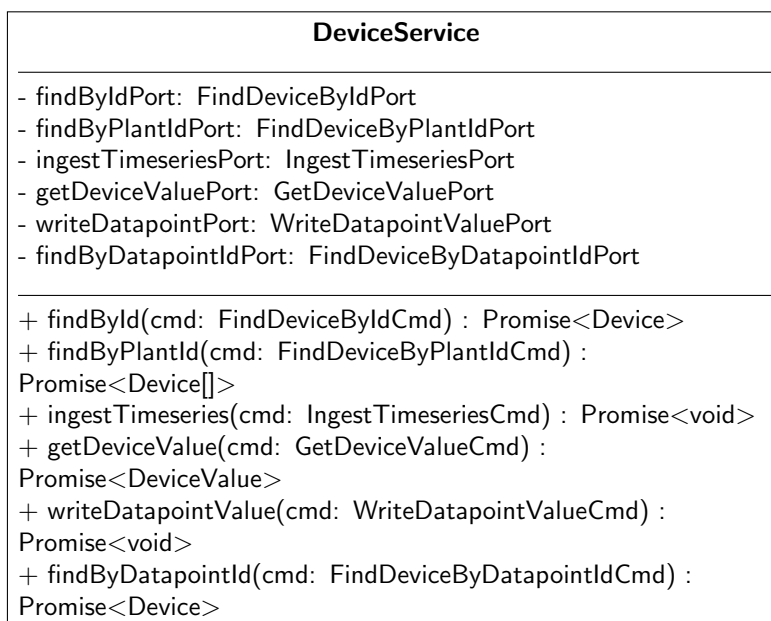 DeviceService
- findByIdPort: FindDeviceByIdPort
- findByPlantIdPort: FindDeviceByPlantIdPort
- ingestTimeseriesPort: IngestTimeseriesPort
- getDeviceValuePort: GetDeviceValuePort
- writeDatapointPort: WriteDatapointValuePort
- findByDatapointIdPort: FindDeviceByDatapointIdPort
+ findById(cmd: FindDeviceByIdCmd) : Promise<Device>
+ findByPlantId(cmd: FindDeviceByPlantIdCmd) :
Promise<Device[]>
+ ingestTimeseries(cmd: IngestTimeseriesCmd) : Promise<void>
+ getDeviceValue(cmd: GetDeviceValueCmd) :
Promise<DeviceValue>
+ writeDatapointValue(cmd: WriteDatapointValueCmd) :
Promise<void>
+ findByDatapointId(cmd: FindDeviceByDatapointIdCmd) :
Promise<Device>